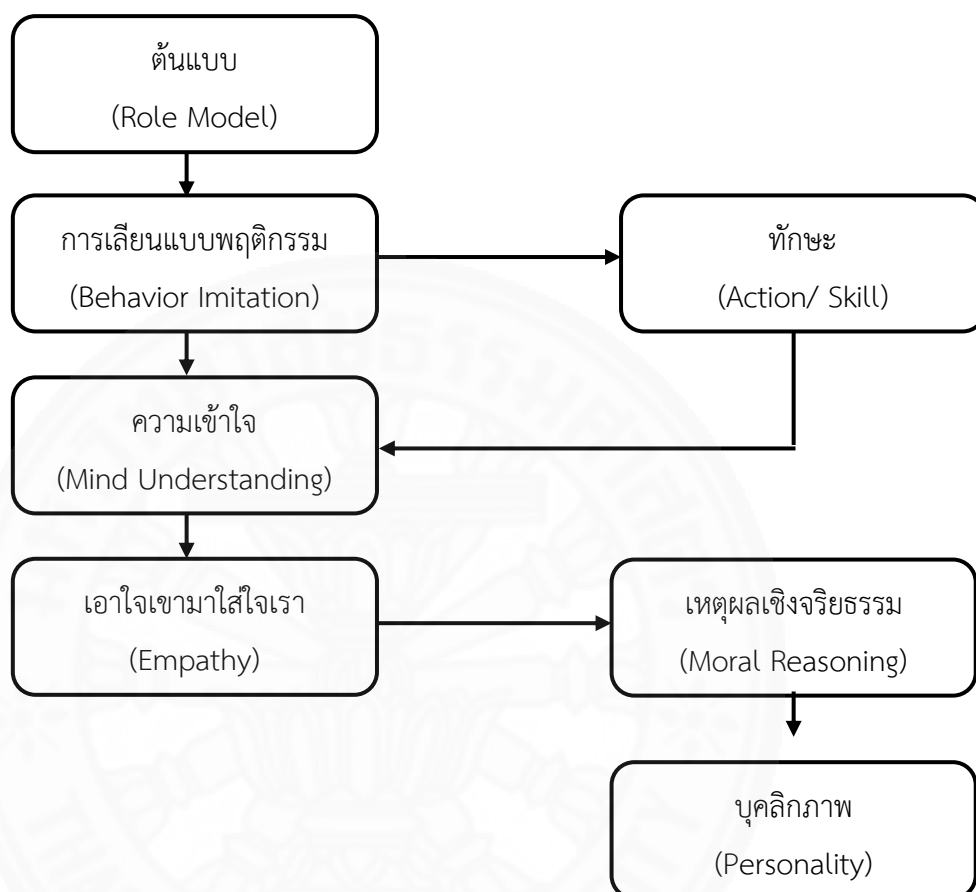 ต้นแบบ
(Role Model)
การเลียนแบบพฤติกรรม
(Behavior Imitation)
ทักษะ
(Action/ Skill)
ความเข้าใจ
(Mind Understanding)
เอาใจเขามาใส่ใจเรา
(Empathy)
เหตุผลเชิงจริยธรรม
(Moral Reasoning)
บุคลิกภาพ
(Personality)